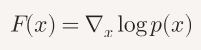 F(x) = ∇ₓ log p(x)